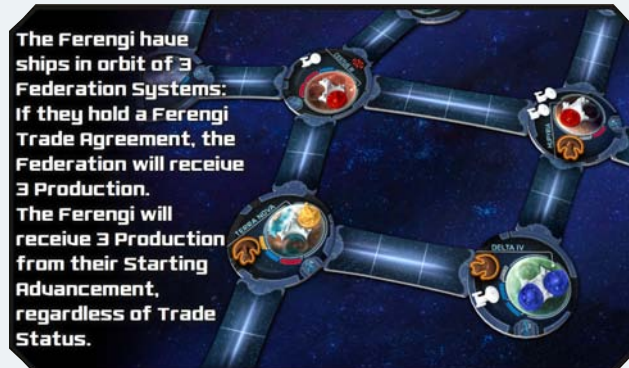 The Ferengi have
ships in orbit of 3
Federation Systems:
If they hold a Ferengi
Trade Agreement, the
Federation will receive
3 Production.
The Ferengi will
receive 3 Production
from their Starting
Advancement,
regardless of Trade
Status.
TERRA NOVA
DELTA IV